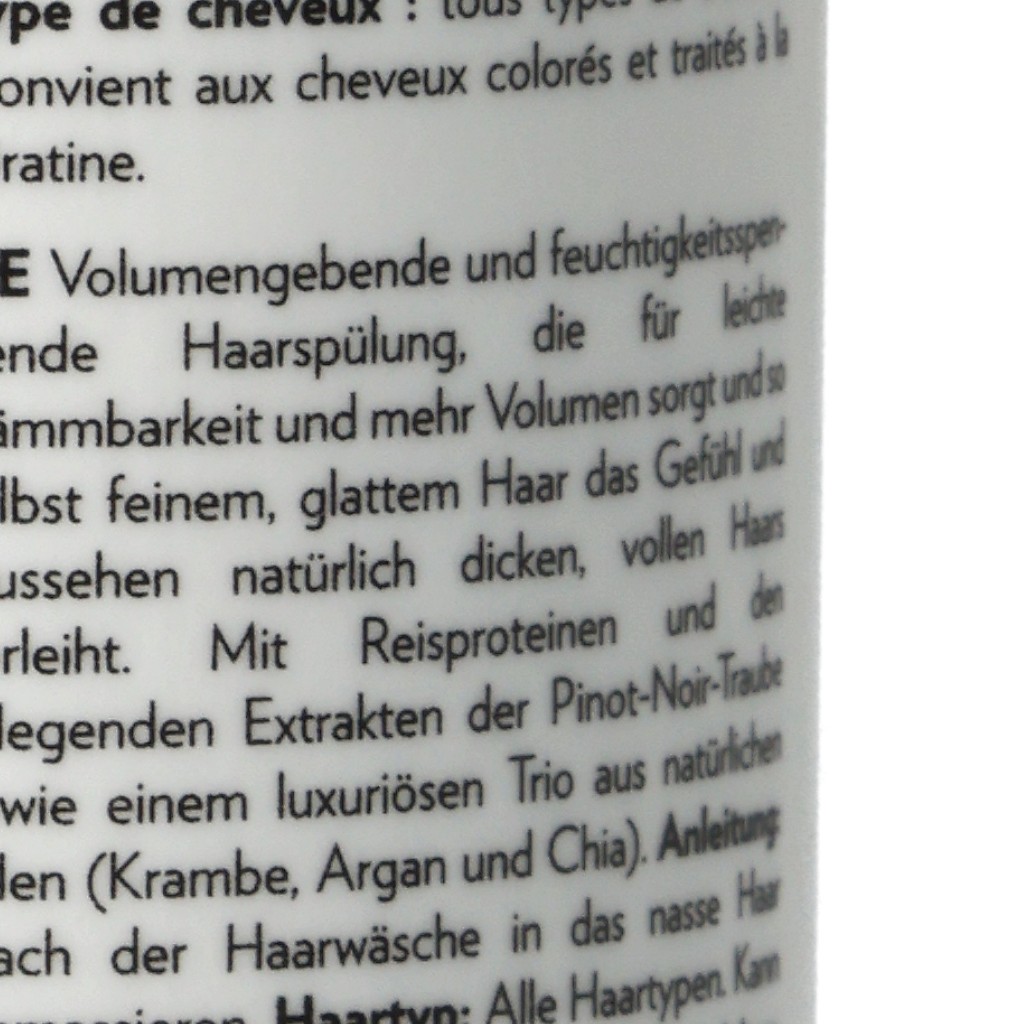 ype de cheveux : tous types
onvient aux cheveux colorés et traités à la
ratine.
E Volumengebende und feuchtigkeitsspen-
ende Haarspülung, die für leichte
ämmbarkeit und mehr Volumen sorgt und so
lbst feinem, glattem Haar das Gefühl und
ussehen natürlich dicken, vollen Haars
rleiht. Mit Reisproteinen und den
legenden Extrakten der Pinot-Noir-Traube
wie einem luxuriösen Trio aus natürlichen
len (Krambe, Argan und Chia). Anleitung:
ach der Haarwäsche in das nasse Haar
Haartyp: Alle Haartypen. Kann